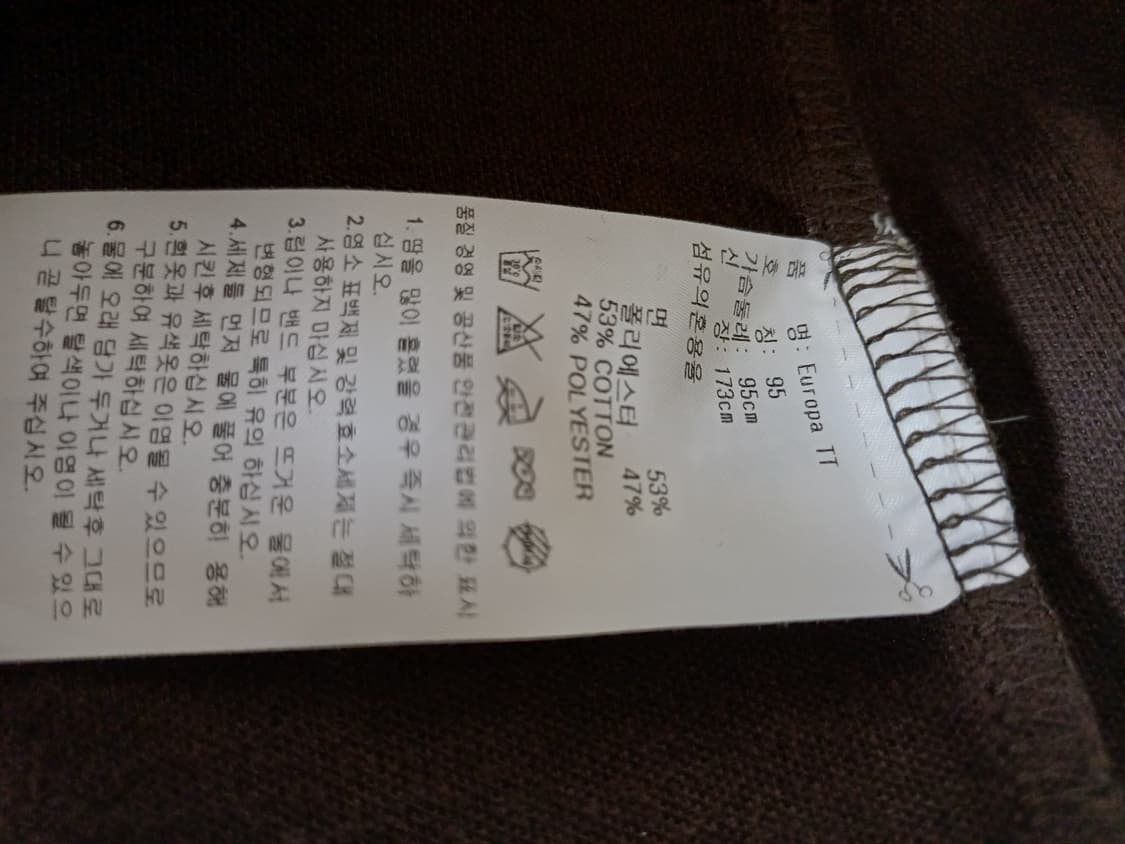 품 명: Europa TT
호 칭: 95
가슴둘레: 95cm
신 장: 173cm
섬유의혼용율
면 53%
폴리에스터 47%
53% COTTON
47% POLYESTER
품질 경영 및 공산품 안전관리법에 의한 표시
1. 땀을 많이 흘렸을 경우 즉시 세탁하
십시오.
2.염소 표백제 및 강력효소세제는 절대
사용하지 마십시오.
3.립이나 밴드 부분은 뜨거운 물에서
변형되므로 특히 유의 하십시오.
4.세제를 먼저 물에 풀어 충분히 용해
시킨후 세탁하십시오.
5.흰옷과 유색옷은 이염될 수 있으므로
구분하여 세탁하십시오.
6.물에 오래 담가 두거나 세탁후 그대로
놓아두면 탈색이나 이염이 될 수 있으
니 곧 탈수하여 주십시오.